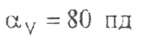 αᵥ = 80 пд